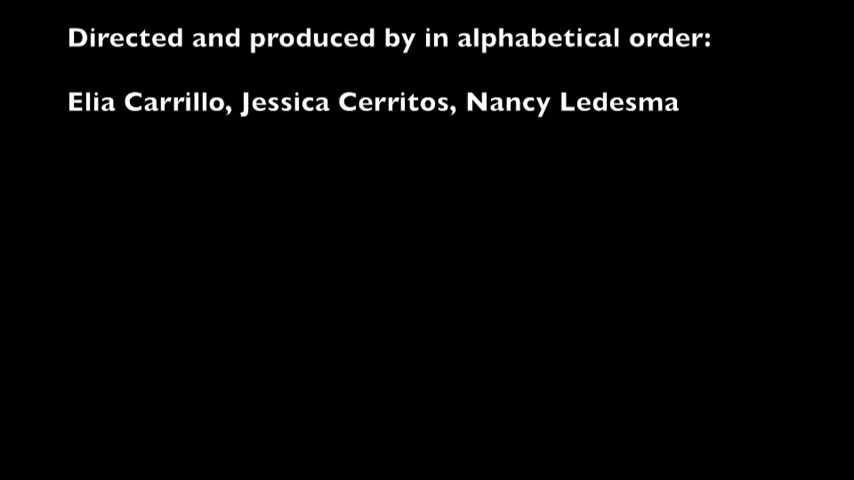 Directed and produced by in alphabetical order:
Elia Carrillo, Jessica Cerritos, Nancy Ledesma